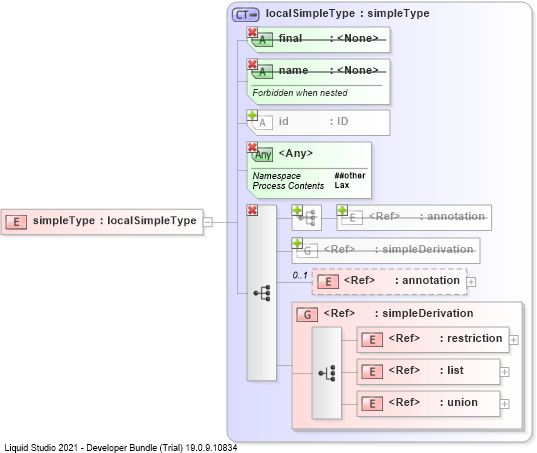 CT localSimpleType : simpleType
A final : <None>
A name : <None>
Forbidden when nested
A id : ID
Any <Any>
Namespace ##other
Process Contents Lax
E simpleType : localSimpleType
E <Ref> : annotation
G <Ref> : simpleDerivation
0..1
E <Ref> : annotation
G <Ref> : simpleDerivation
E <Ref> : restriction
E <Ref> : list
E <Ref> : union
Liquid Studio 2021 - Developer Bundle (Trial) 19.0.9.10834